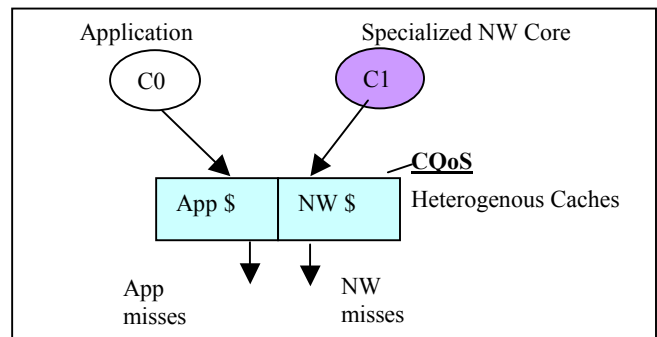 Application
Specialized NW Core
C0
C1
CQoS
App $
NW $
Heterogenous Caches
App
misses
NW
misses